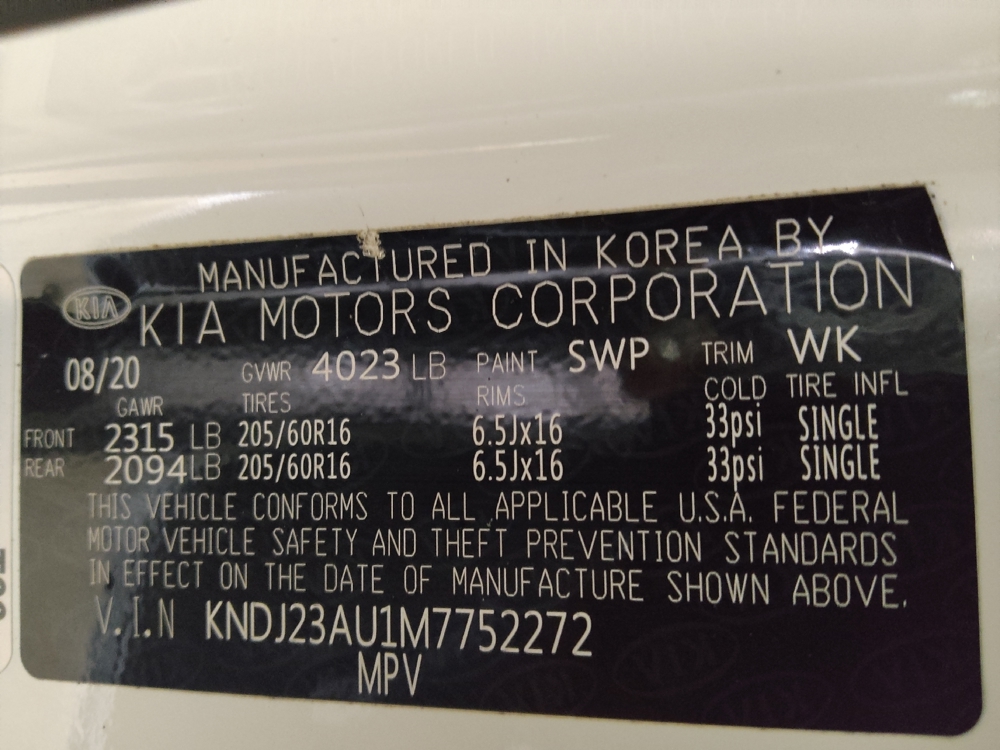 MANUFACTURED IN KOREA BY
KIA KIA MOTORS CORPORATION
08/20 GVWR 4023 LB PAINT SWP TRIM WK
GAWR TIRES RIMS COLD TIRE INFL
FRONT 2315 LB 205/60R16 6.5Jx16 33psi SINGLE
REAR 2094 LB 205/60R16 6.5Jx16 33psi SINGLE
THIS VEHICLE CONFORMS TO ALL APPLICABLE U.S.A. FEDERAL
MOTOR VEHICLE SAFETY AND THEFT PREVENTION STANDARDS
IN EFFECT ON THE DATE OF MANUFACTURE SHOWN ABOVE.
V.I.N KNDJ23AU1M7752272
MPV